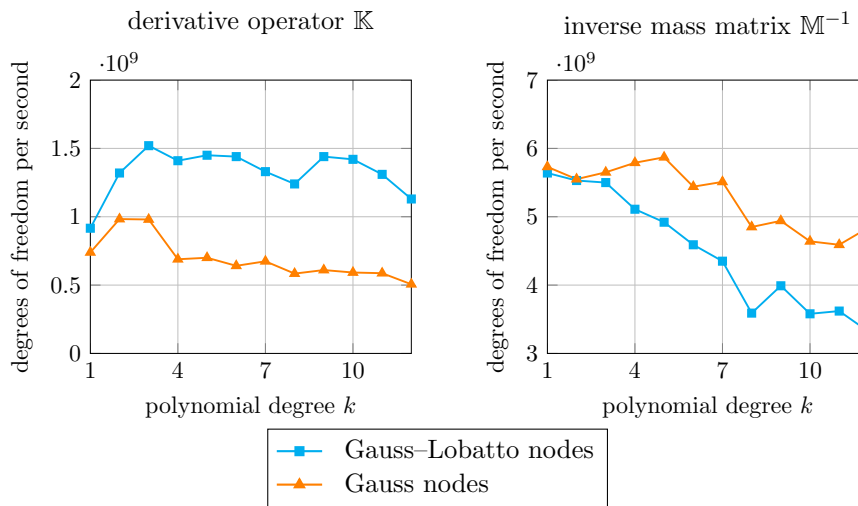 derivative operator 𝕂
·10⁹
2
1.5
1
0.5
0
1 4 7 10
degrees of freedom per second
polynomial degree k
inverse mass matrix 𝕄⁻¹
·10⁹
7
6
5
4
3
1 4 7 10
degrees of freedom per second
polynomial degree k
Gauss–Lobatto nodes
Gauss nodes